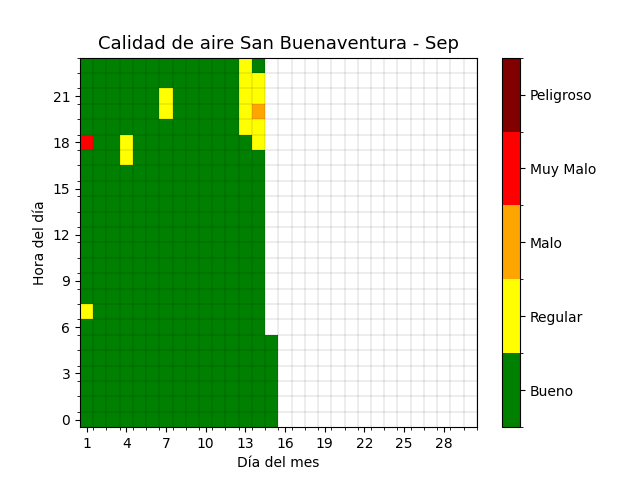 Calidad de aire San Buenaventura - Sep
Hora del día
21
18
15
12
9
6
3
0
1 4 7 10 13 16 19 22 25 28
Día del mes
Peligroso
Muy Malo
Malo
Regular
Bueno